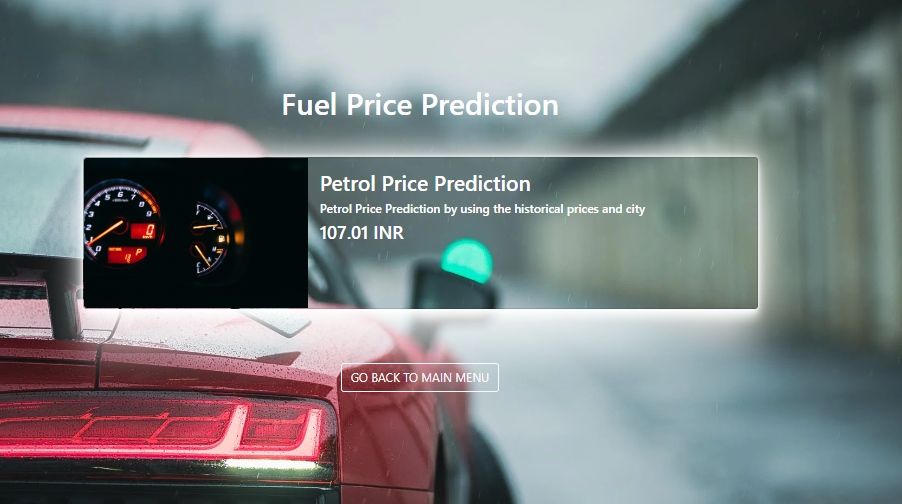 Fuel Price Prediction
Petrol Price Prediction
Petrol Price Prediction by using the historical prices and city
107.01 INR
GO BACK TO MAIN MENU